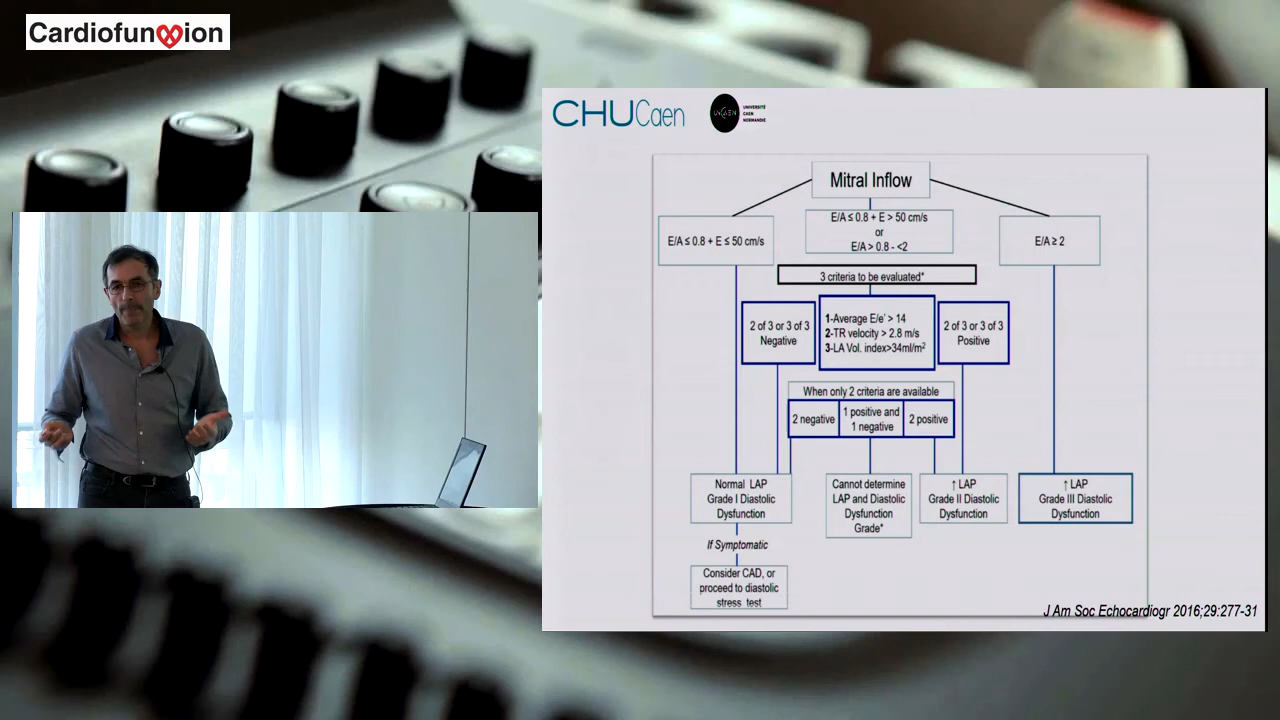 Cardiofunion
CHUCaen
UNICAEN
UNIVERSITÉ
CAEN
NORMANDIE
Mitral Inflow
E/A ≤ 0.8 + E ≤ 50 cm/s
E/A ≤ 0.8 + E > 50 cm/s
or
E/A > 0.8 - <2
E/A ≥ 2
3 criteria to be evaluated*
2 of 3 or 3 of 3
Negative
1-Average E/e' > 14
2-TR velocity > 2.8 m/s
3-LA Vol. index>34ml/m²
2 of 3 or 3 of 3
Positive
When only 2 criteria are available
2 negative
1 positive and
1 negative
2 positive
Normal LAP
Grade I Diastolic
Dysfunction
Cannot determine
LAP and Diastolic
Dysfunction
Grade*
↑ LAP
Grade II Diastolic
Dysfunction
↑ LAP
Grade III Diastolic
Dysfunction
If Symptomatic
Consider CAD, or
proceed to diastolic
stress test
J Am Soc Echocardiogr 2016;29:277-31